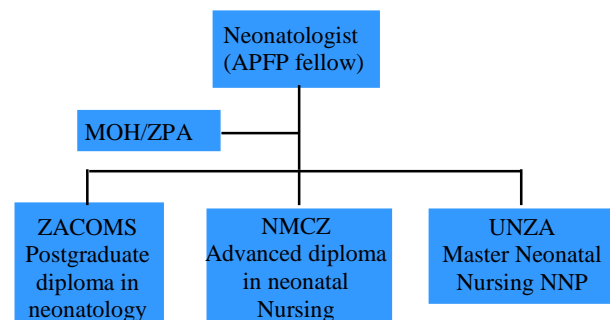 Neonatologist
(APFP fellow)
MOH/ZPA
ZACOMS
Postgraduate
diploma in
neonatology
NMCZ
Advanced diploma
in neonatal
Nursing
UNZA
Master Neonatal
Nursing NNP